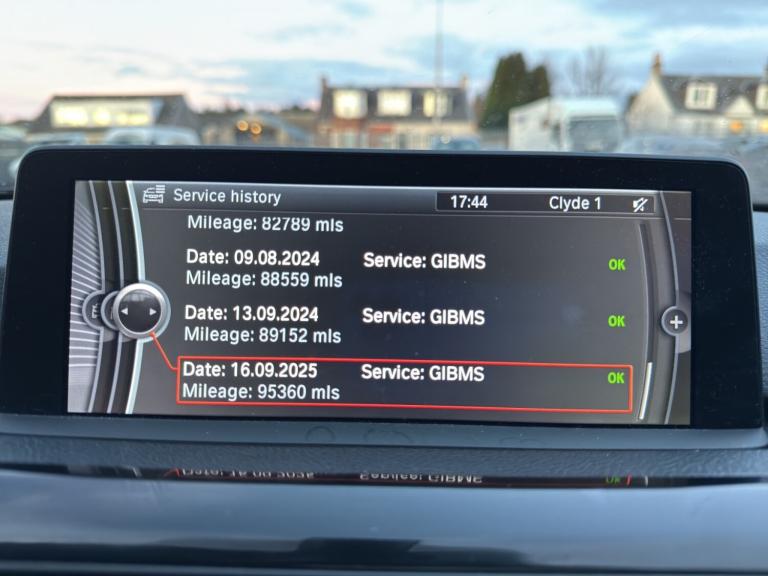 Service history 17:44 Clyde 1
Mileage: 82789 mls
Date: 09.08.2024 Service: GIBMS OK
Mileage: 88559 mls
Date: 13.09.2024 Service: GIBMS OK
Mileage: 89152 mls
Date: 16.09.2025 Service: GIBMS OK
Mileage: 95360 mls